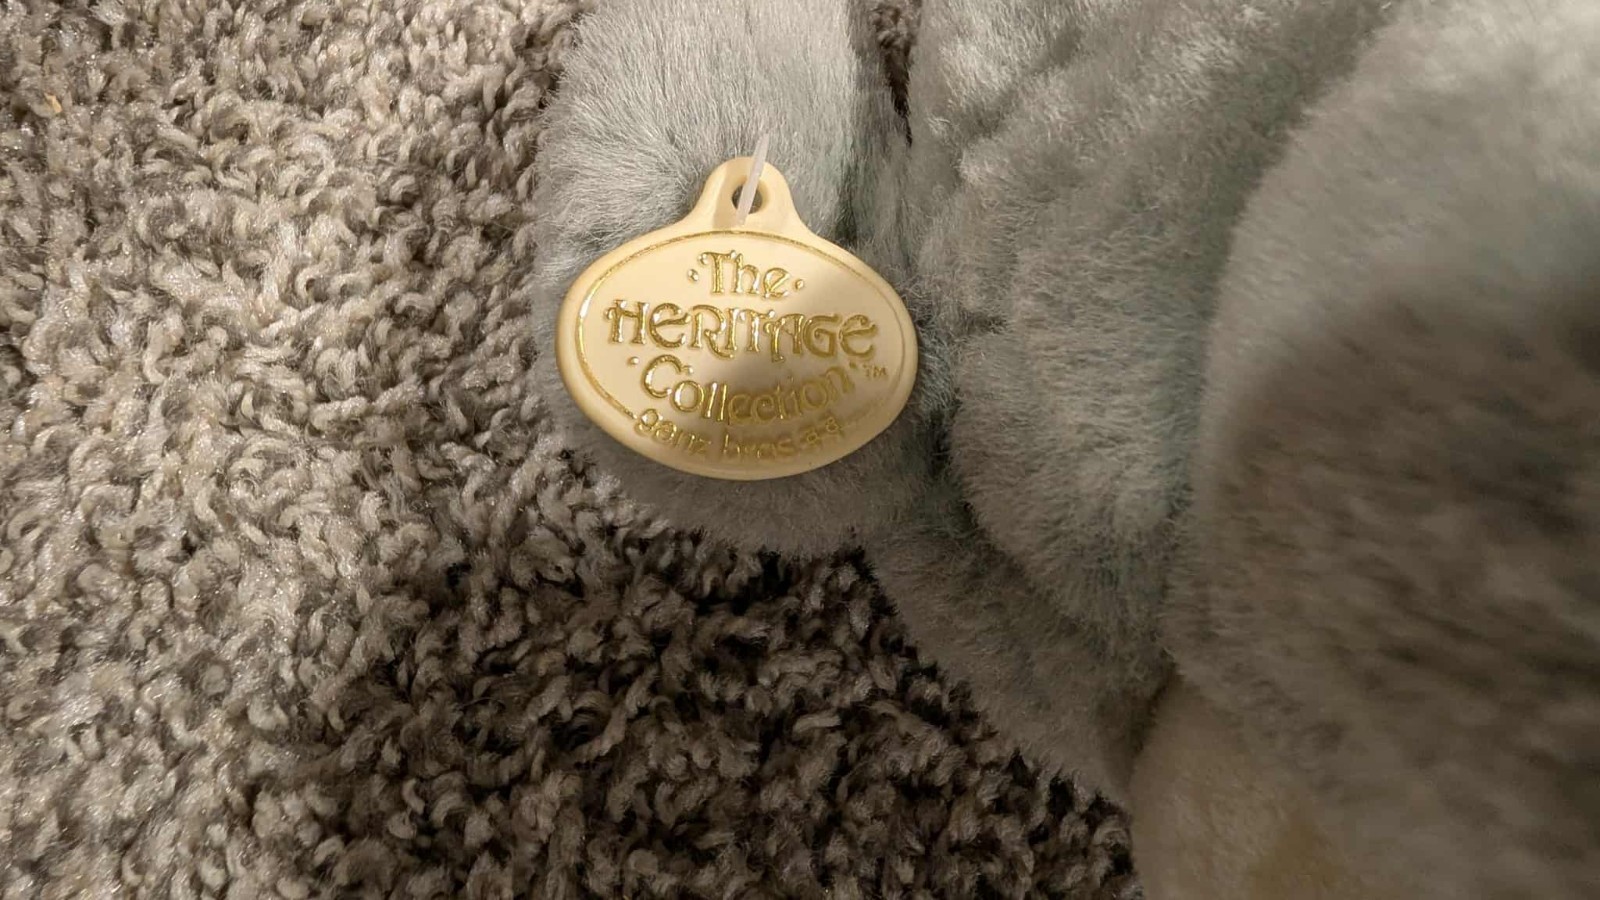 ·The·
HERITAGE
·Collection·™
ganz bros.